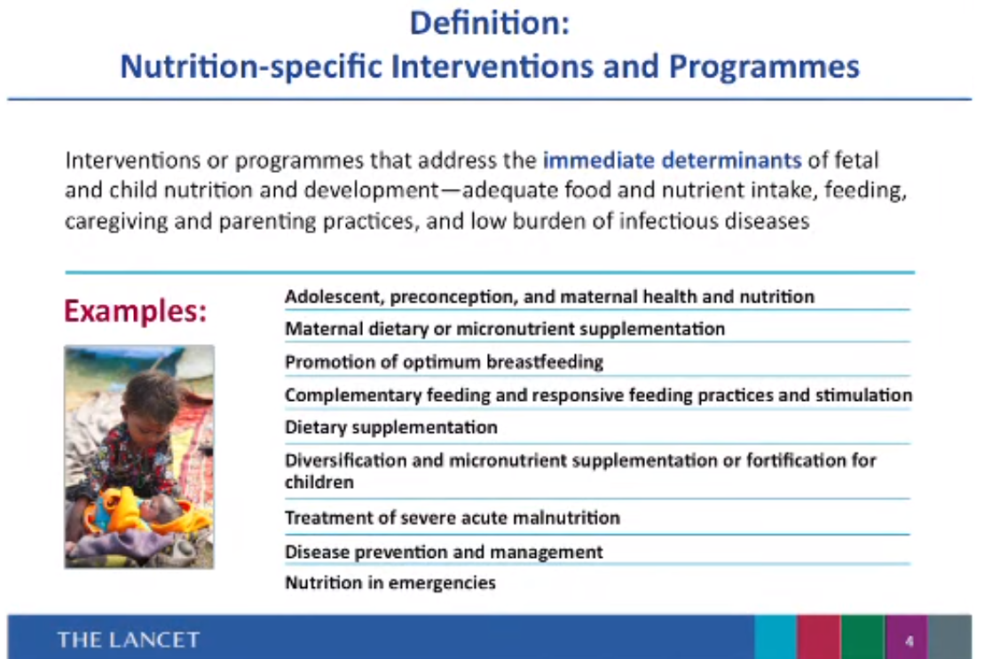 Definition:
Nutrition-specific Interventions and Programmes
Interventions or programmes that address the immediate determinants of fetal
and child nutrition and development—adequate food and nutrient intake, feeding,
caregiving and parenting practices, and low burden of infectious diseases
Examples:
Adolescent, preconception, and maternal health and nutrition
Maternal dietary or micronutrient supplementation
Promotion of optimum breastfeeding
Complementary feeding and responsive feeding practices and stimulation
Dietary supplementation
Diversification and micronutrient supplementation or fortification for
children
Treatment of severe acute malnutrition
Disease prevention and management
Nutrition in emergencies
THE LANCET
4